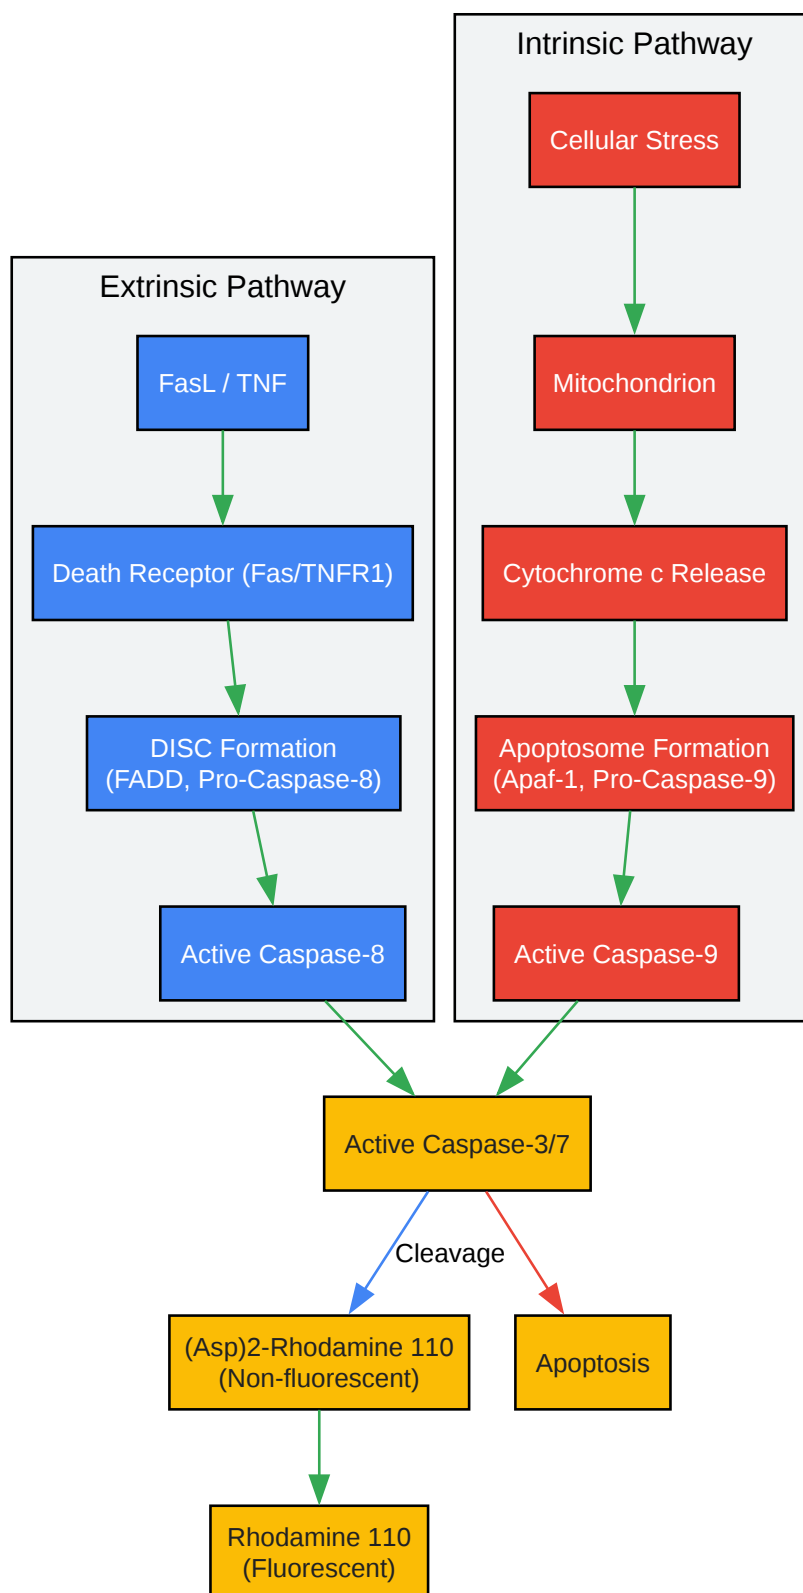 Intrinsic Pathway
Cellular Stress
Extrinsic Pathway
FasL / TNF
Mitochondrion
Death Receptor (Fas/TNFR1)
Cytochrome c Release
DISC Formation
(FADD, Pro-Caspase-8)
Apoptosome Formation
(Apaf-1, Pro-Caspase-9)
Active Caspase-8
Active Caspase-9
Active Caspase-3/7
Cleavage
(Asp)2-Rhodamine 110
(Non-fluorescent)
Apoptosis
Rhodamine 110
(Fluorescent)